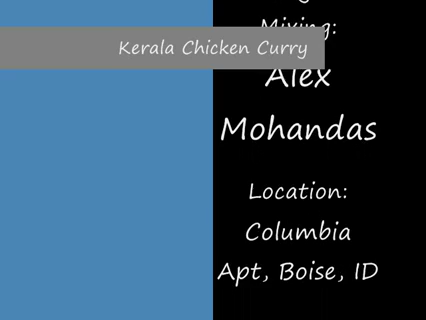 Mixing:
Kerala Chicken Curry
Alex
Mohandas
Location:
Columbia
Apt, Boise, ID